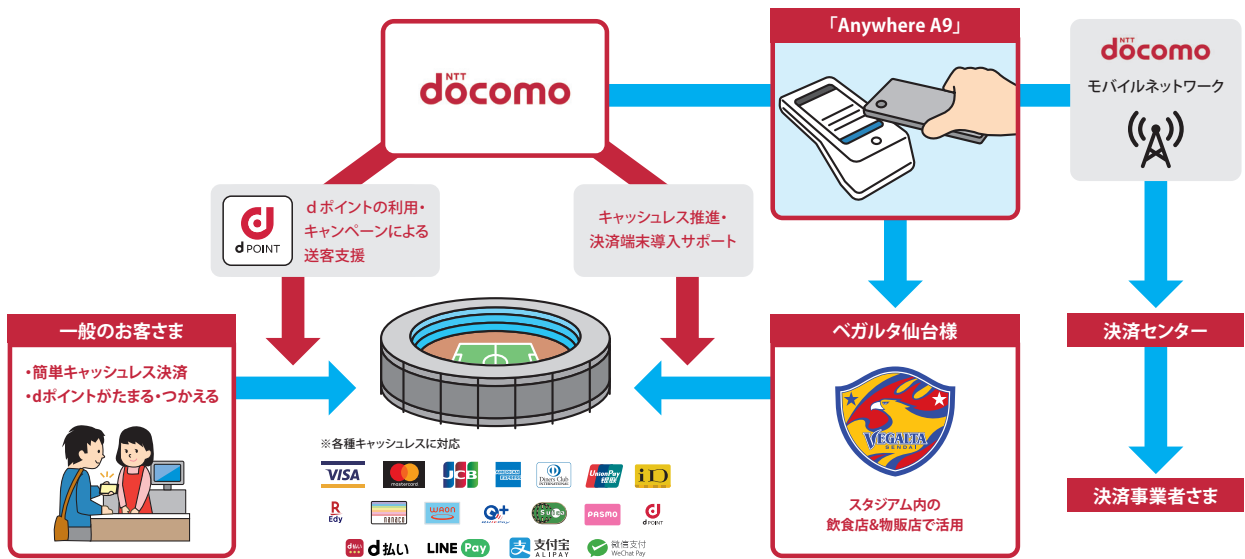 NTT
docomo
「Anywhere A9」
NTT
docomo
モバイルネットワーク
d POINT
dポイントの利用・
キャンペーンによる
送客支援
キャッシュレス推進・
決済端末導入サポート
一般のお客さま
・簡単キャッシュレス決済
・dポイントがたまる・つかえる
ベガルタ仙台様
VEGALTA
SENDAI
スタジアム内の
飲食店&物販店で活用
決済センター
決済事業者さま
※各種キャッシュレスに対応
VISA
mastercard
JCB
AMERICAN
EXPRESS
Diners Club
INTERNATIONAL
UnionPay
银联
iD
R
Edy
nanaco
WAON
QUICPay
Suica
PASMO
d POINT
d払い
d払い
LINE Pay
支 支付宝
ALIPAY
微信支付
WeChat Pay